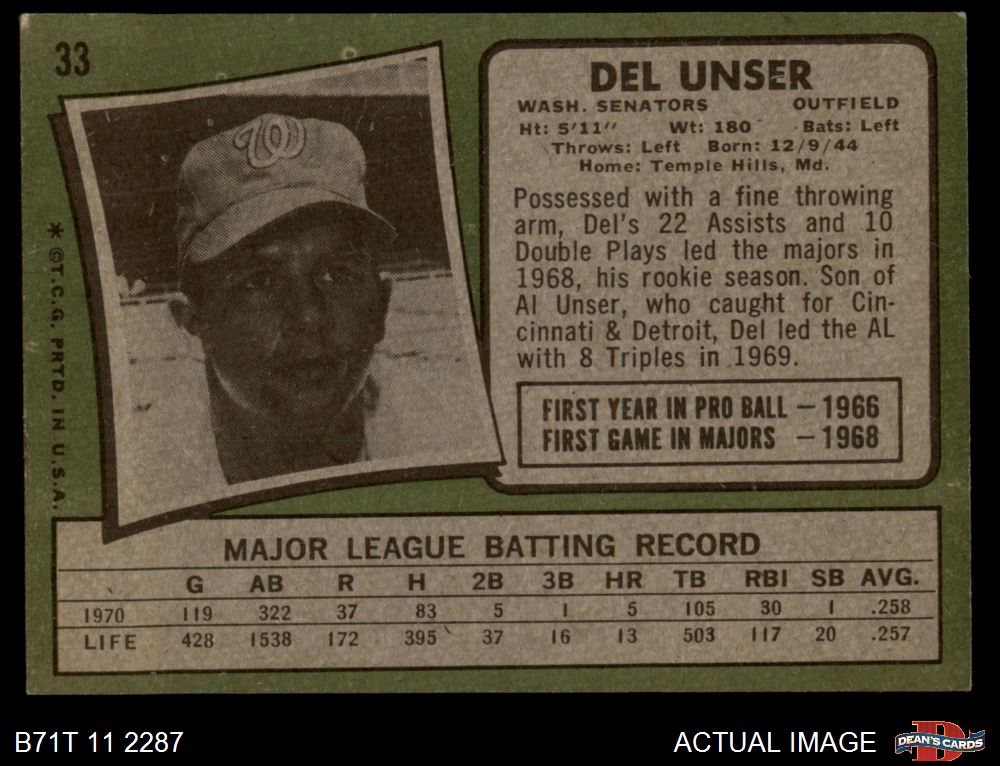 33
DEL UNSER
WASH. SENATORS OUTFIELD
Ht: 5'11" Wt: 180 Bats: Left
Throws: Left Born: 12/9/44
Home: Temple Hills, Md.
Possessed with a fine throwing
arm, Del's 22 Assists and 10
Double Plays led the majors in
1968, his rookie season. Son of
Al Unser, who caught for Cin-
cinnati & Detroit, Del led the AL
with 8 Triples in 1969.
FIRST YEAR IN PRO BALL – 1966
FIRST GAME IN MAJORS – 1968
W
*©T.C.G. PRTD. IN U.S.A.
MAJOR LEAGUE BATTING RECORD
G AB R H 2B 3B HR TB RBI SB AVG.
1970 119 322 37 83 5 1 5 105 30 1 .258
LIFE 428 1538 172 395 37 16 13 503 117 20 .257
B71T 11 2287 ACTUAL IMAGE
D
DEAN'S CARDS